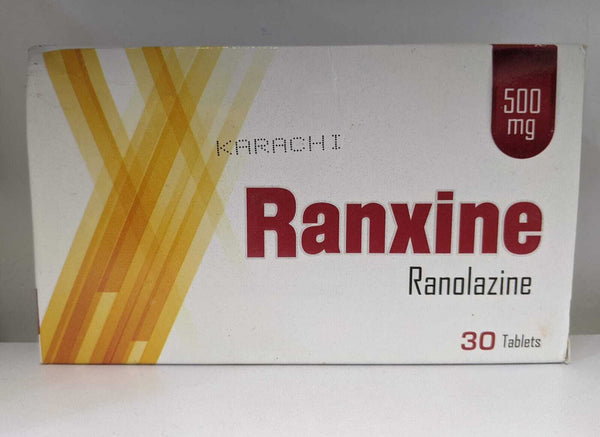 500
mg
KARACHI
Ranxine
Ranolazine
30 Tablets